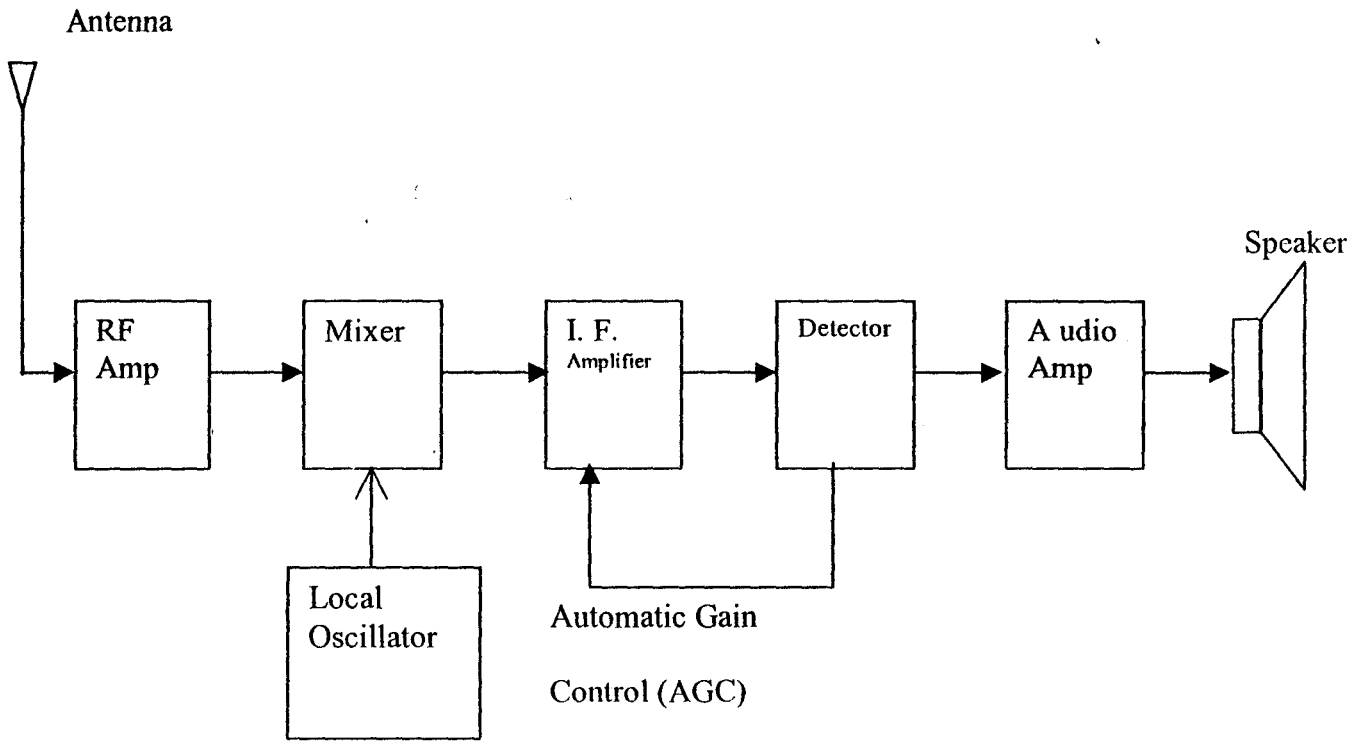 Antenna
Speaker
RF
Amp
Mixer
I. F.
Amplifier
Detector
A udio
Amp
Local
Oscillator
Automatic Gain
Control (AGC)